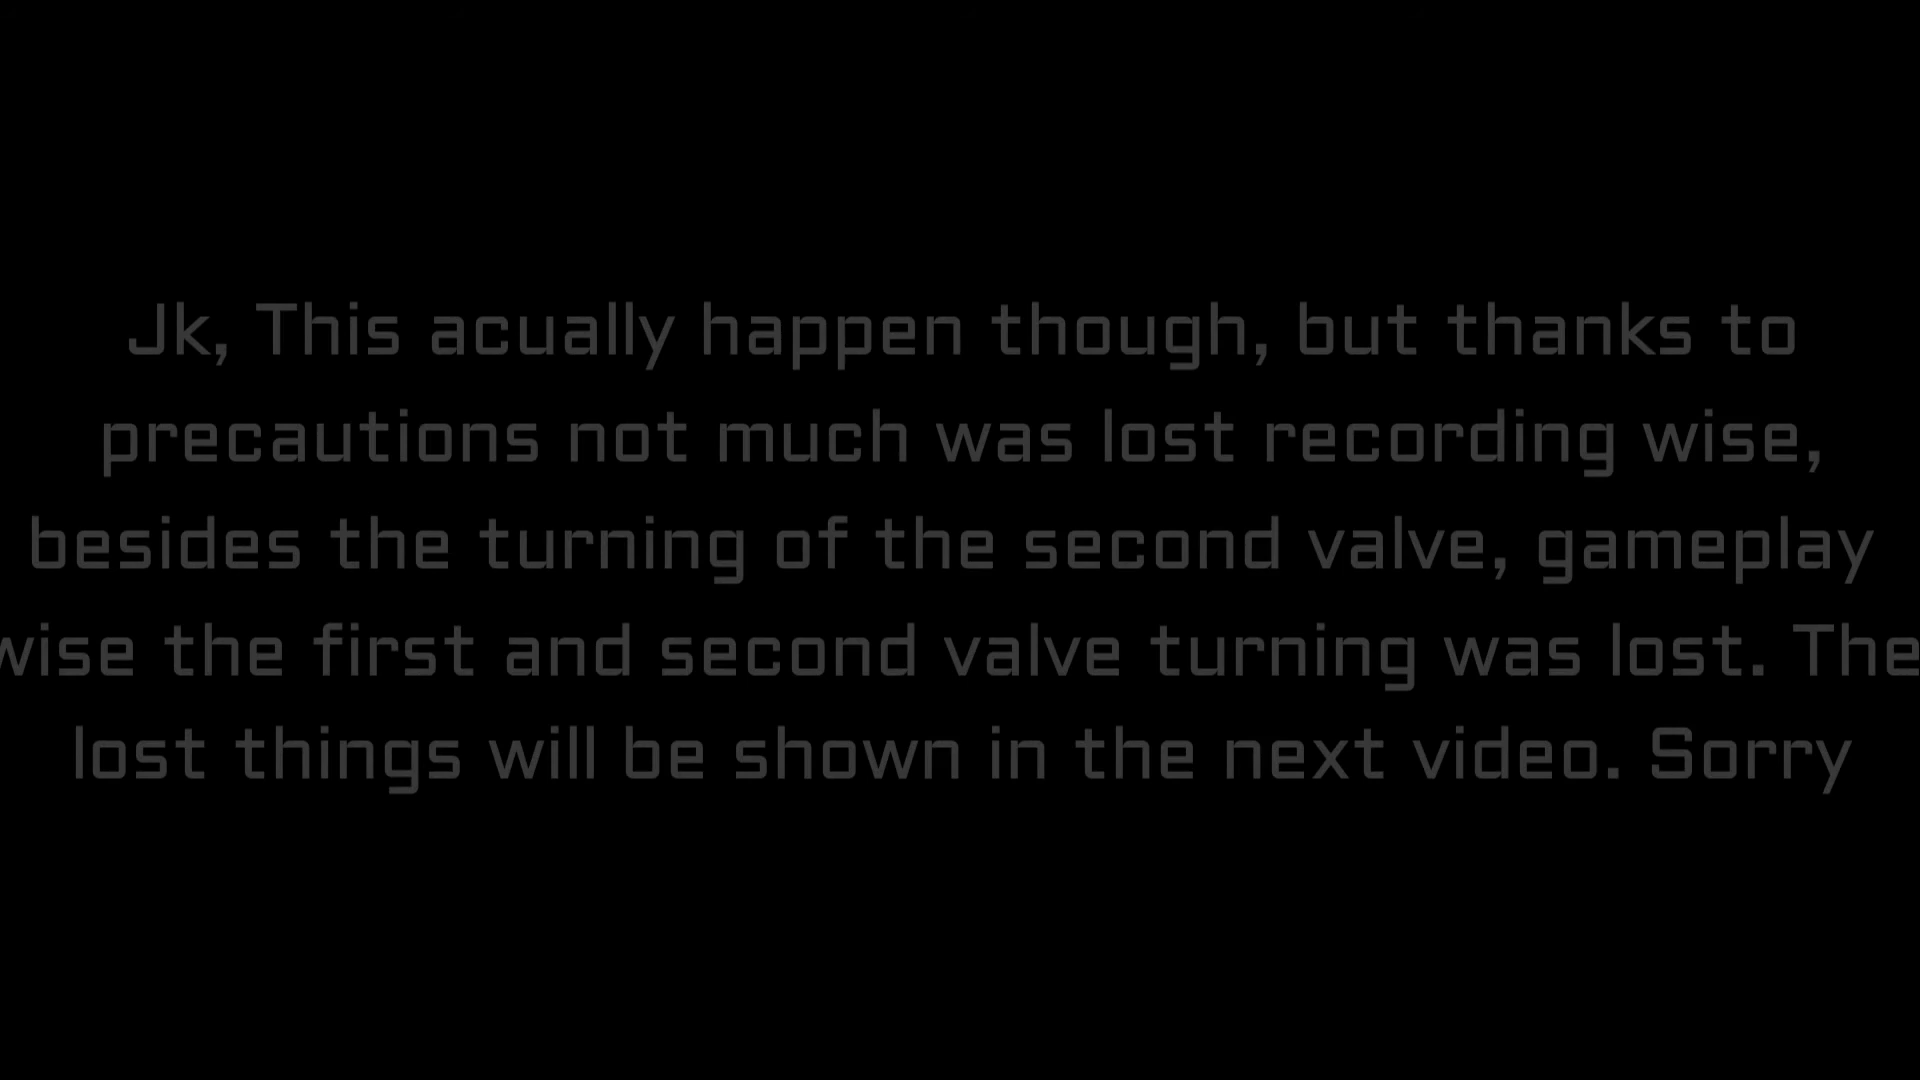 Jk, This acually happen though, but thanks to
precautions not much was lost recording wise,
besides the turning of the second valve, gameplay
wise the first and second valve turning was lost. The
lost things will be shown in the next video. Sorry